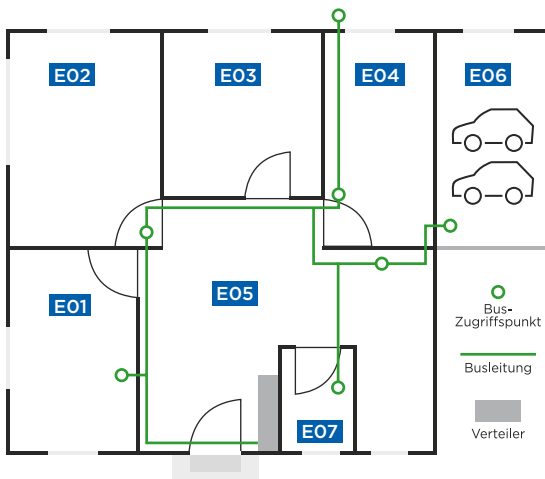 E02
E03
E04
E06
E01
E05
E07
Bus-
Zugriffspunkt
Busleitung
Verteiler